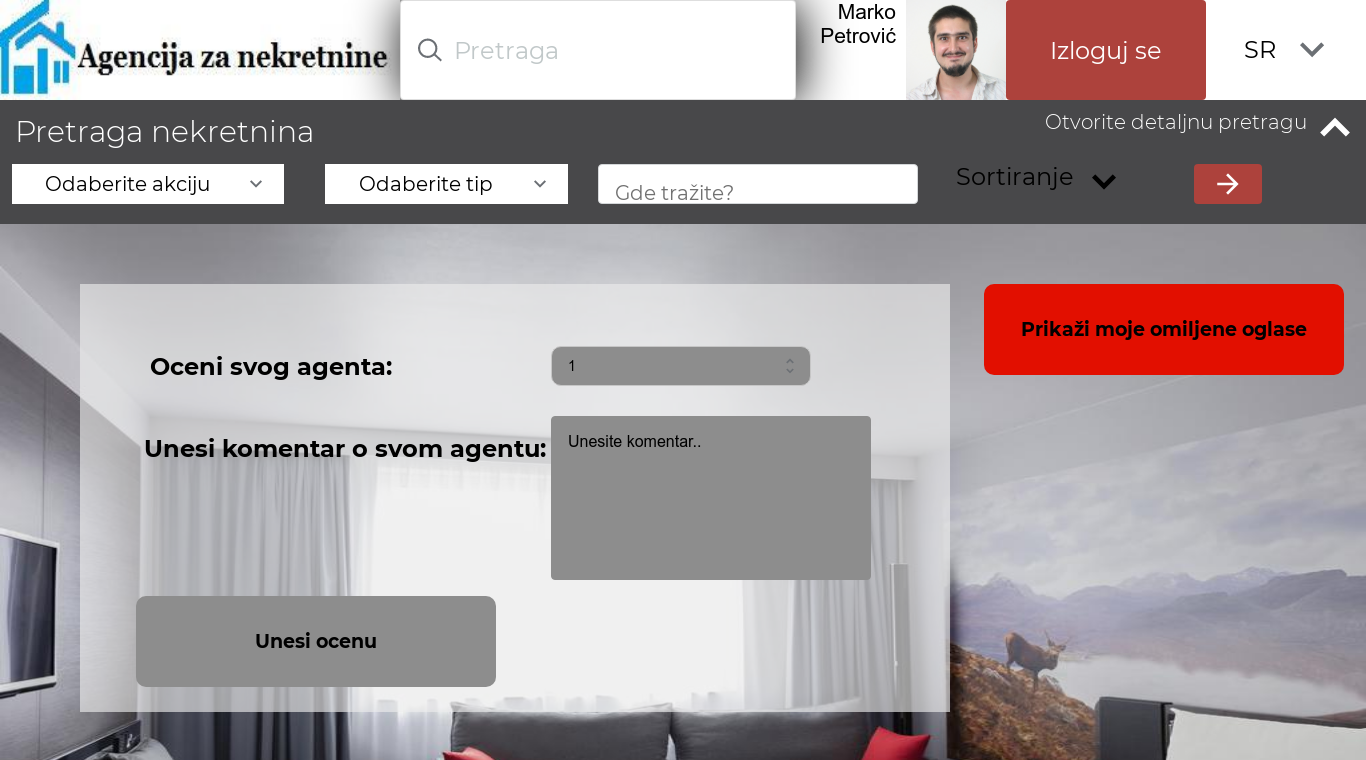 Agencija za nekretnine
Pretraga
Marko
Petrović
Izloguj se
SR
Pretraga nekretnina
Otvorite detaljnu pretragu
Odaberite akciju
Odaberite tip
Gde tražite?
Sortiranje
Prikaži moje omiljene oglase
Oceni svog agenta:
1
Unesi komentar o svom agentu:
Unesite komentar..
Unesi ocenu